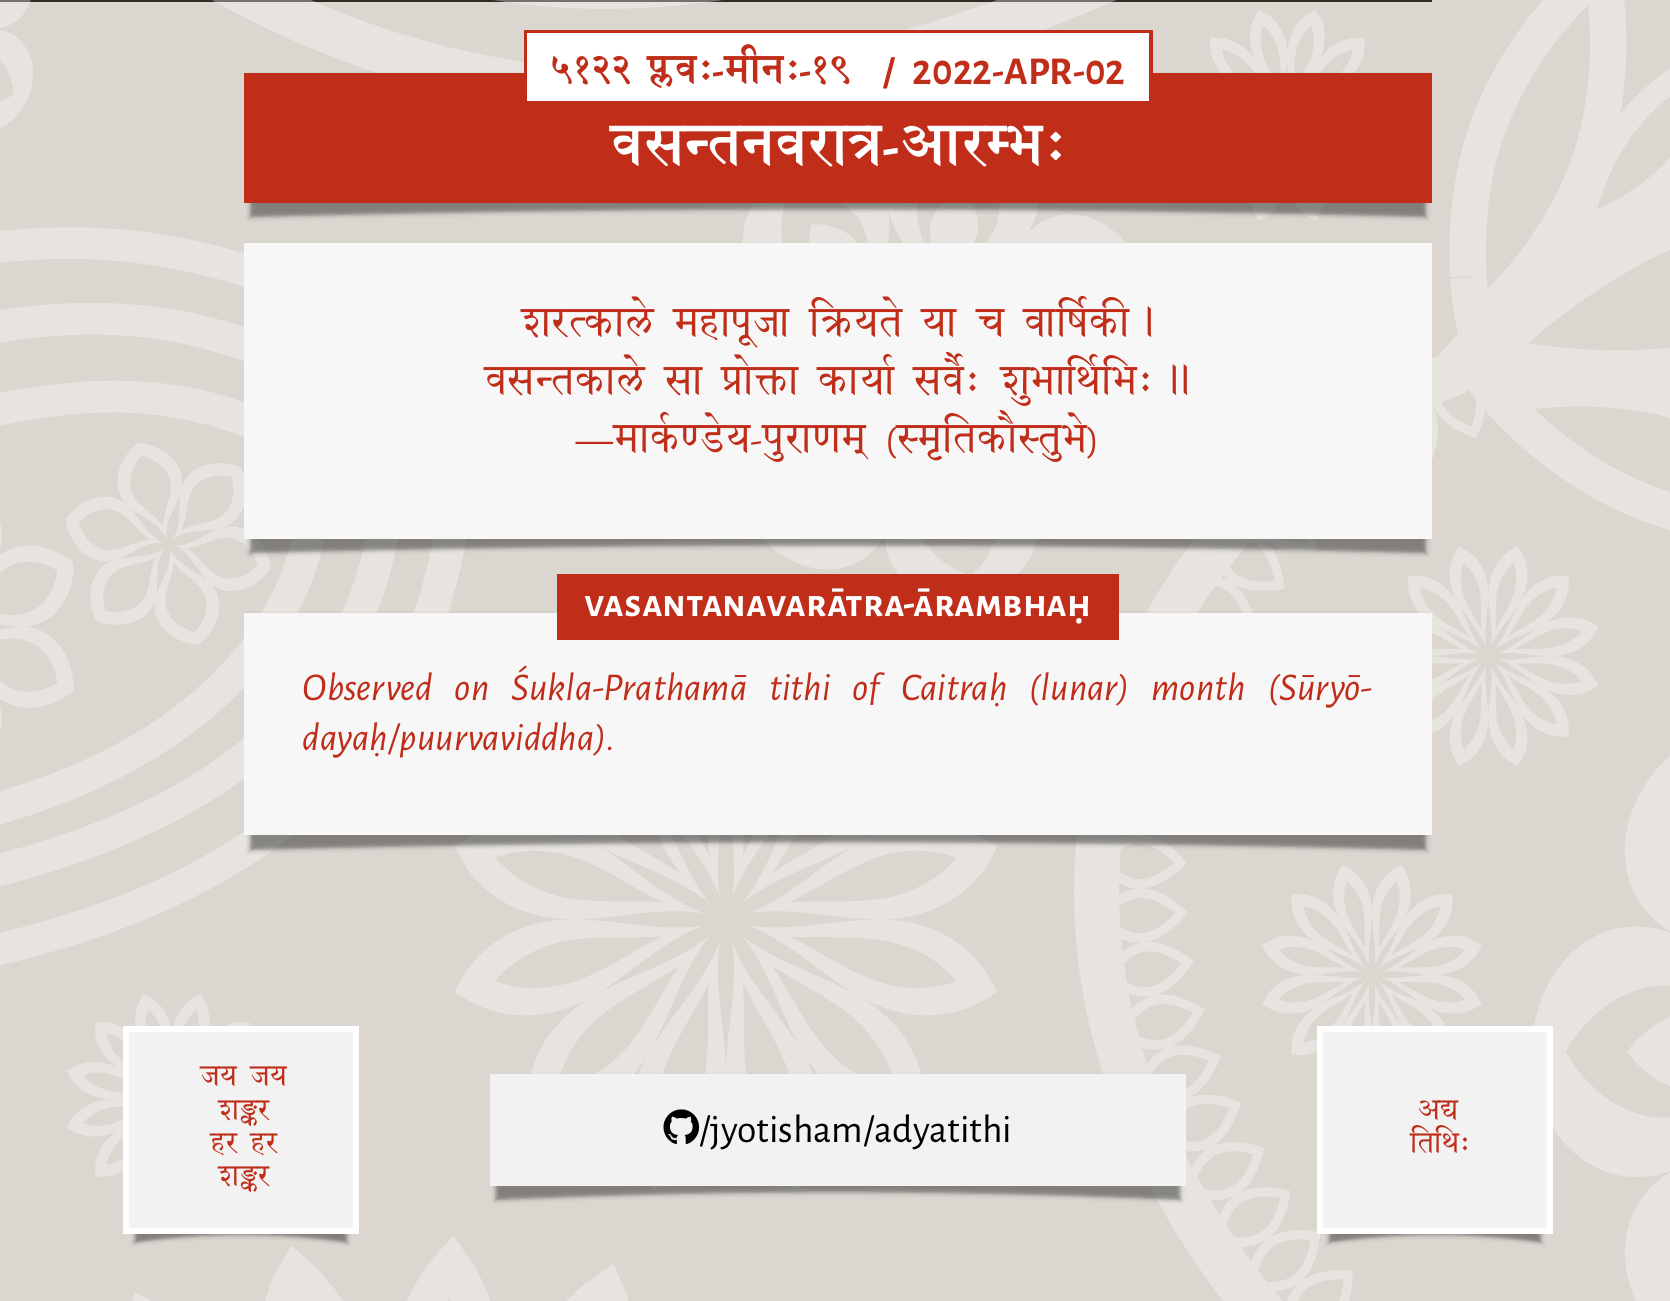 ५१२२ प्लवः-मीनः-१९ / 2022-APR-02
वसन्तनवरात्र-आरम्भः
शरत्काले महापूजा क्रियते या च वार्षिकी।
वसन्तकाले सा प्रोक्ता कार्या सर्वैः शुभार्थिभिः॥
—मार्कण्डेय-पुराणम् (स्मृतिकौस्तुभे)
VASANTANAVARĀTRA-ĀRAMBHAḤ
Observed on Śukla-Prathamā tithi of Caitraḥ (lunar) month (Sūryō-
dayaḥ/puurvaviddha).
जय जय
शङ्कर
हर हर
शङ्कर
/jyotisham/adyatithi
अद्य
तिथिः